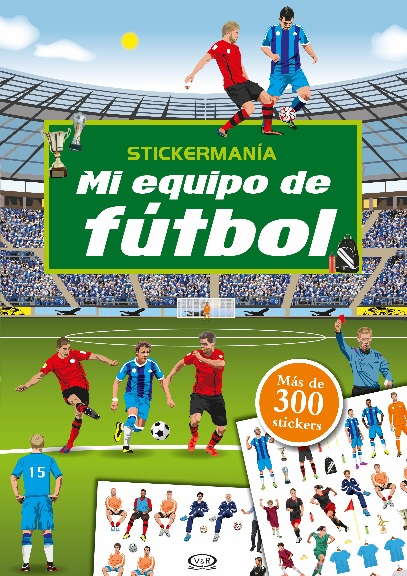 STICKERMANÍA
Mi equipo de
fútbol
Más de
300
stickers
15
V&R